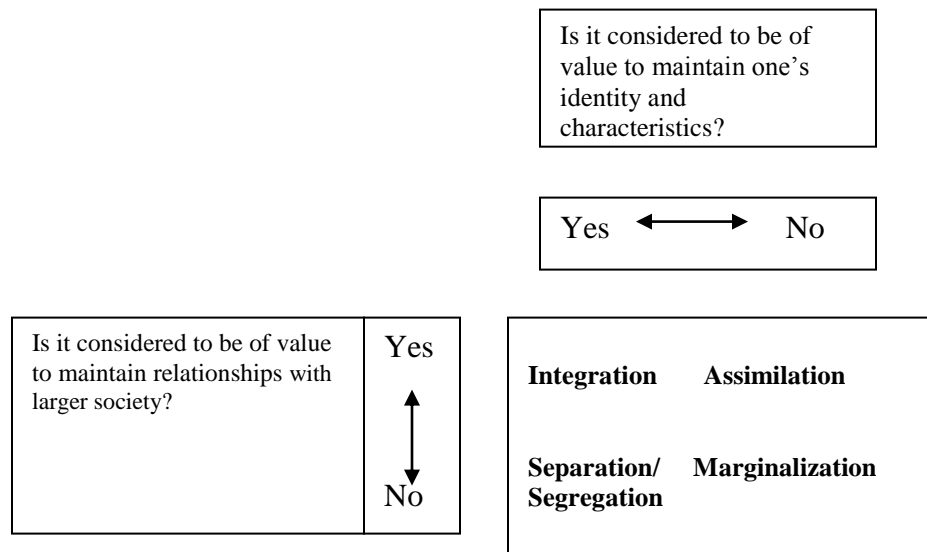 Is it considered to be of
value to maintain one’s
identity and
characteristics?
Yes No
Is it considered to be of value
to maintain relationships with
larger society?
Yes
No
Integration Assimilation
Separation/ Marginalization
Segregation